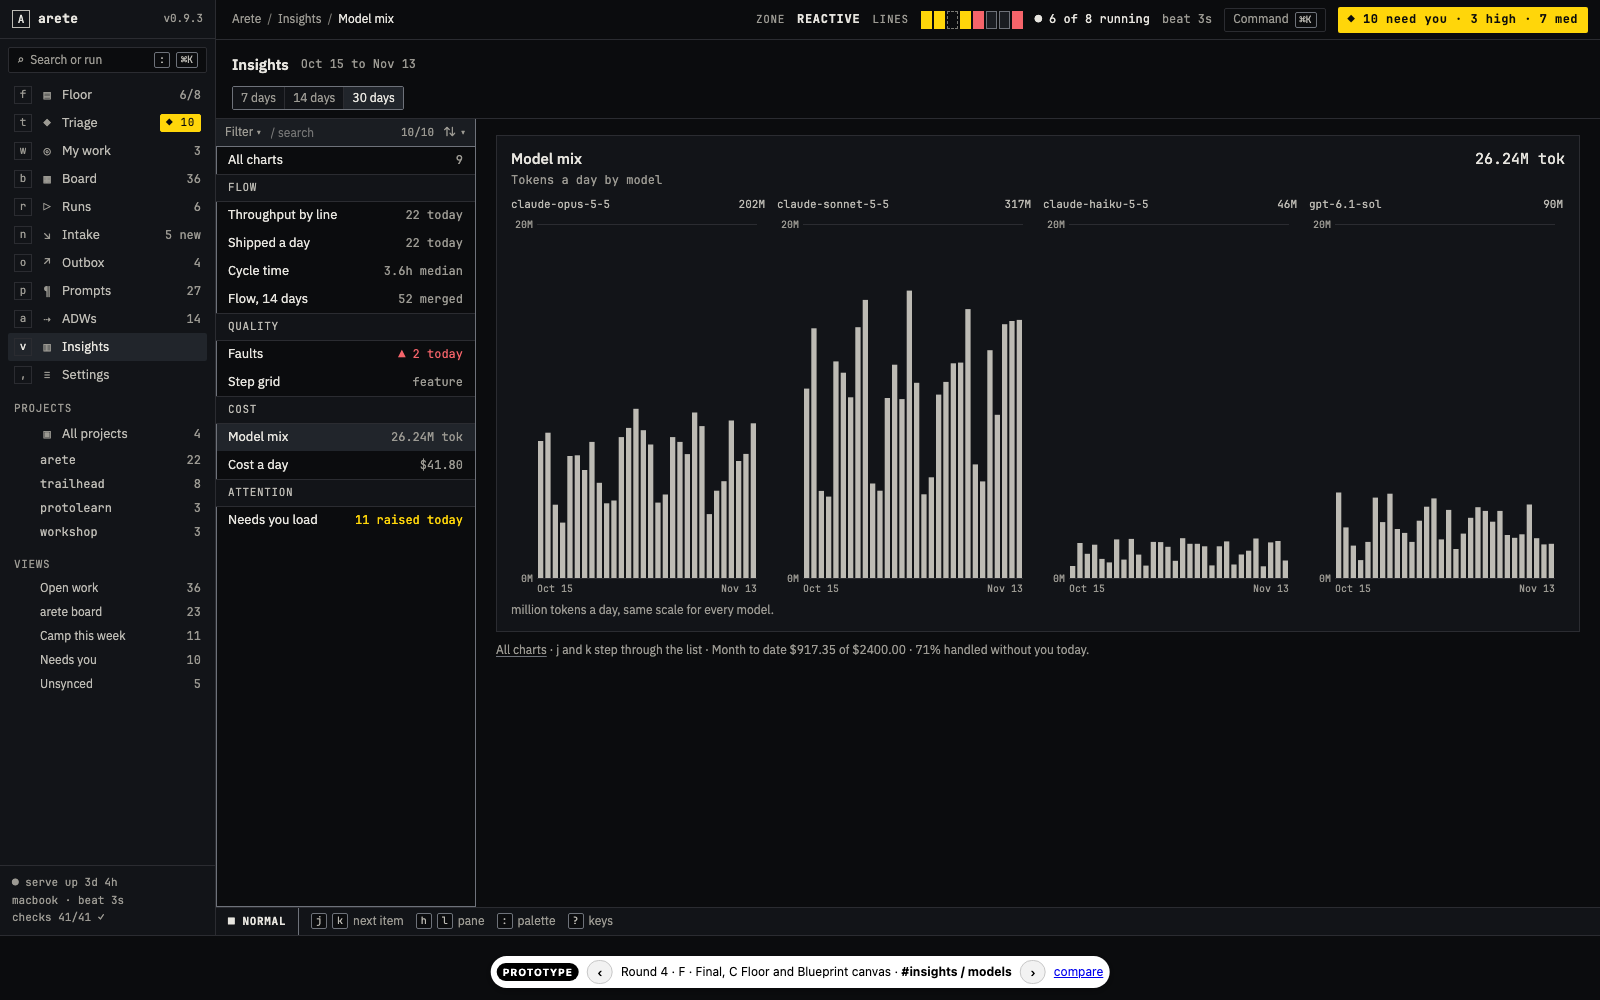 A arete v0.9.3
Search or run : ⌘K
f Floor 6/8
t Triage ◆ 10
w My work 3
b Board 36
r Runs 6
n Intake 5 new
o Outbox 4
p ¶ Prompts 27
a ADWs 14
v Insights
, Settings
PROJECTS
All projects 4
arete 22
trailhead 8
protolearn 3
workshop 3
VIEWS
Open work 36
arete board 23
Camp this week 11
Needs you 10
Unsynced 5
● serve up 3d 4h
macbook · beat 3s
checks 41/41 ✓
Arete / Insights / Model mix
ZONE REACTIVE LINES ● 6 of 8 running beat 3s Command ⌘K ◆ 10 need you · 3 high · 7 med
Insights Oct 15 to Nov 13
7 days 14 days 30 days
Filter / search 10/10
All charts 9
FLOW
Throughput by line 22 today
Shipped a day 22 today
Cycle time 3.6h median
Flow, 14 days 52 merged
QUALITY
Faults ▲ 2 today
Step grid feature
COST
Model mix 26.24M tok
Cost a day $41.80
ATTENTION
Needs you load 11 raised today
Model mix 26.24M tok
Tokens a day by model
claude-opus-5-5 202M claude-sonnet-5-5 317M claude-haiku-5-5 46M gpt-6.1-sol 90M
20M 20M 20M 20M
0M 0M 0M 0M
Oct 15 Nov 13 Oct 15 Nov 13 Oct 15 Nov 13 Oct 15 Nov 13
million tokens a day, same scale for every model.
All charts · j and k step through the list · Month to date $917.35 of $2400.00 · 71% handled without you today.
■ NORMAL j k next item h l pane : palette ? keys
PROTOTYPE ‹ Round 4 · F · Final, C Floor and Blueprint canvas · #insights / models › compare